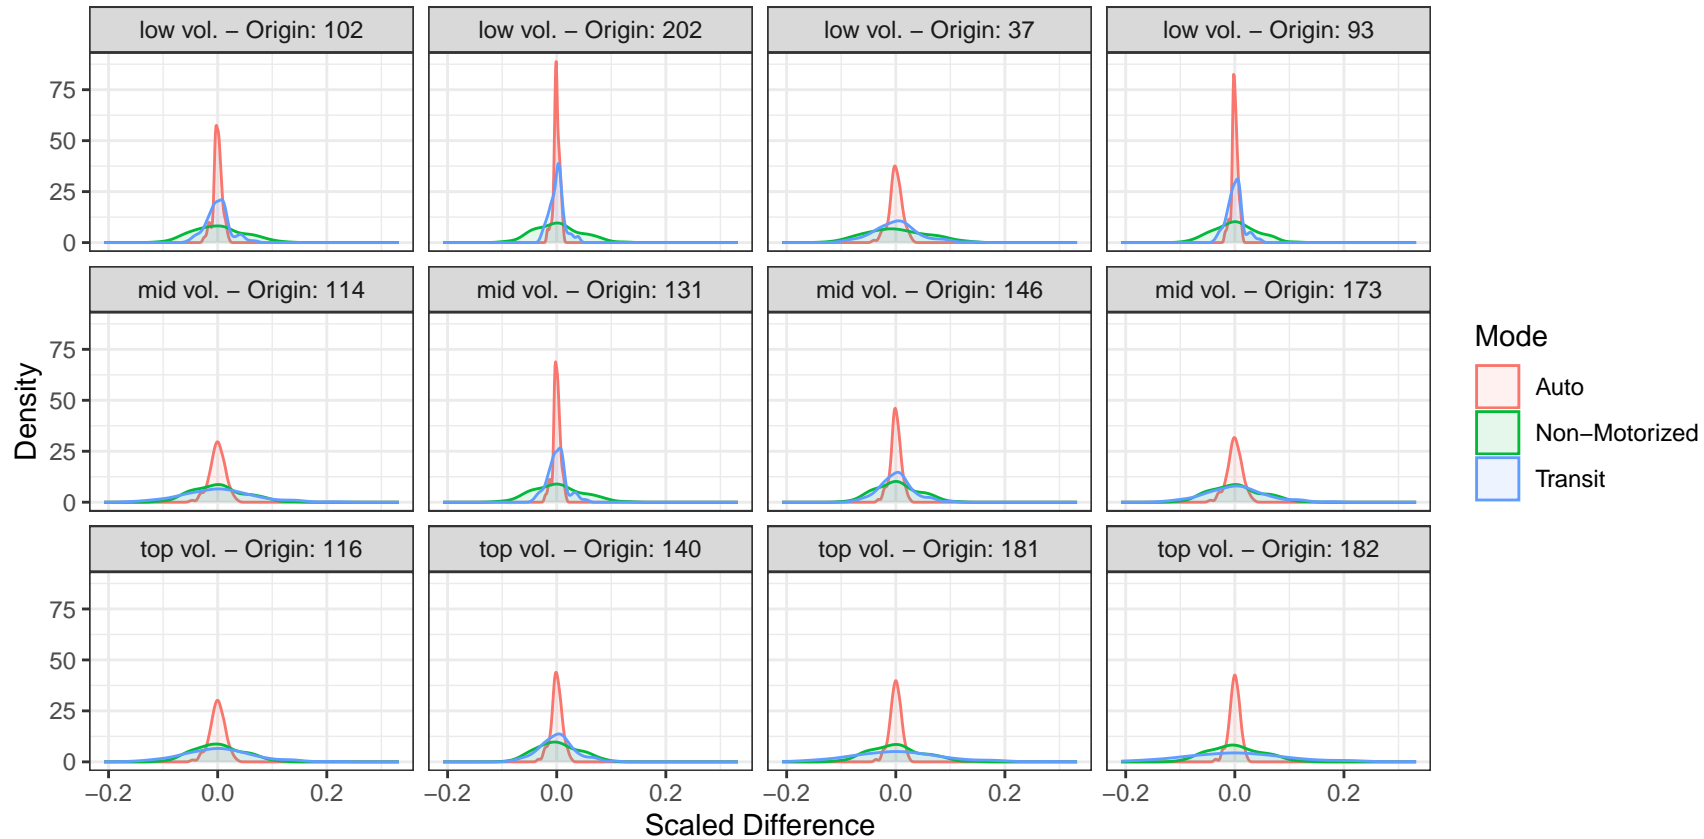 low vol. − Origin: 102
low vol. − Origin: 202
low vol. − Origin: 37
low vol. − Origin: 93
75
50
25
0
mid vol. − Origin: 114
mid vol. − Origin: 131
mid vol. − Origin: 146
mid vol. − Origin: 173
75
50
25
0
top vol. − Origin: 116
top vol. − Origin: 140
top vol. − Origin: 181
top vol. − Origin: 182
75
50
25
0
−0.2 0.0 0.2
−0.2 0.0 0.2
−0.2 0.0 0.2
−0.2 0.0 0.2
Scaled Difference
Density
Mode
Auto
Non−Motorized
Transit